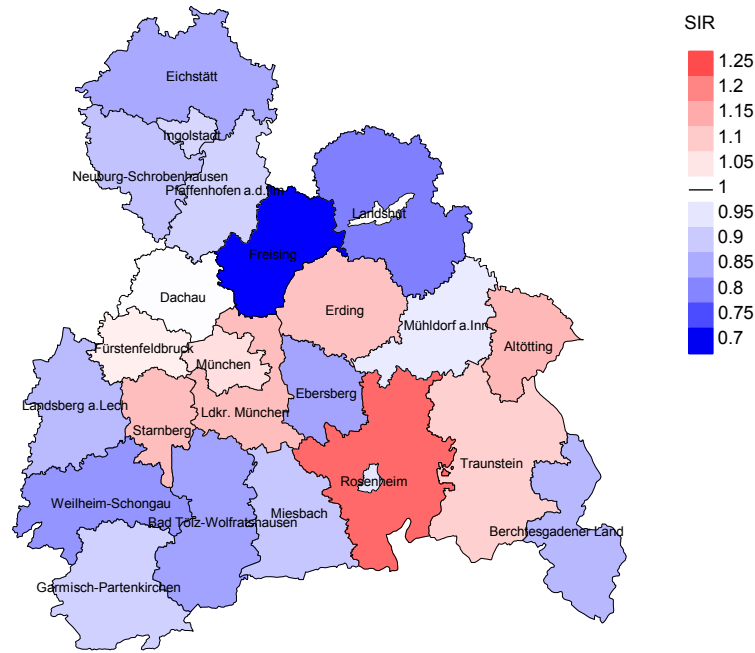 SIR
1.25
1.2
1.15
1.1
1.05
1
0.95
0.9
0.85
0.8
0.75
0.7
Eichstätt
Ingolstadt
Neuburg-Schrobenhausen
Pfaffenhofen a.d.Ilm
Landshut
Freising
Dachau
Erding
Mühldorf a.Inn
Altötting
Fürstenfeldbruck
München
Ebersberg
Landsberg a.Lech
Ldkr. München
Starnberg
Traunstein
Rosenheim
Weilheim-Schongau
Miesbach
Bad Tölz-Wolfratshausen
Berchtesgadener Land
Garmisch-Partenkirchen